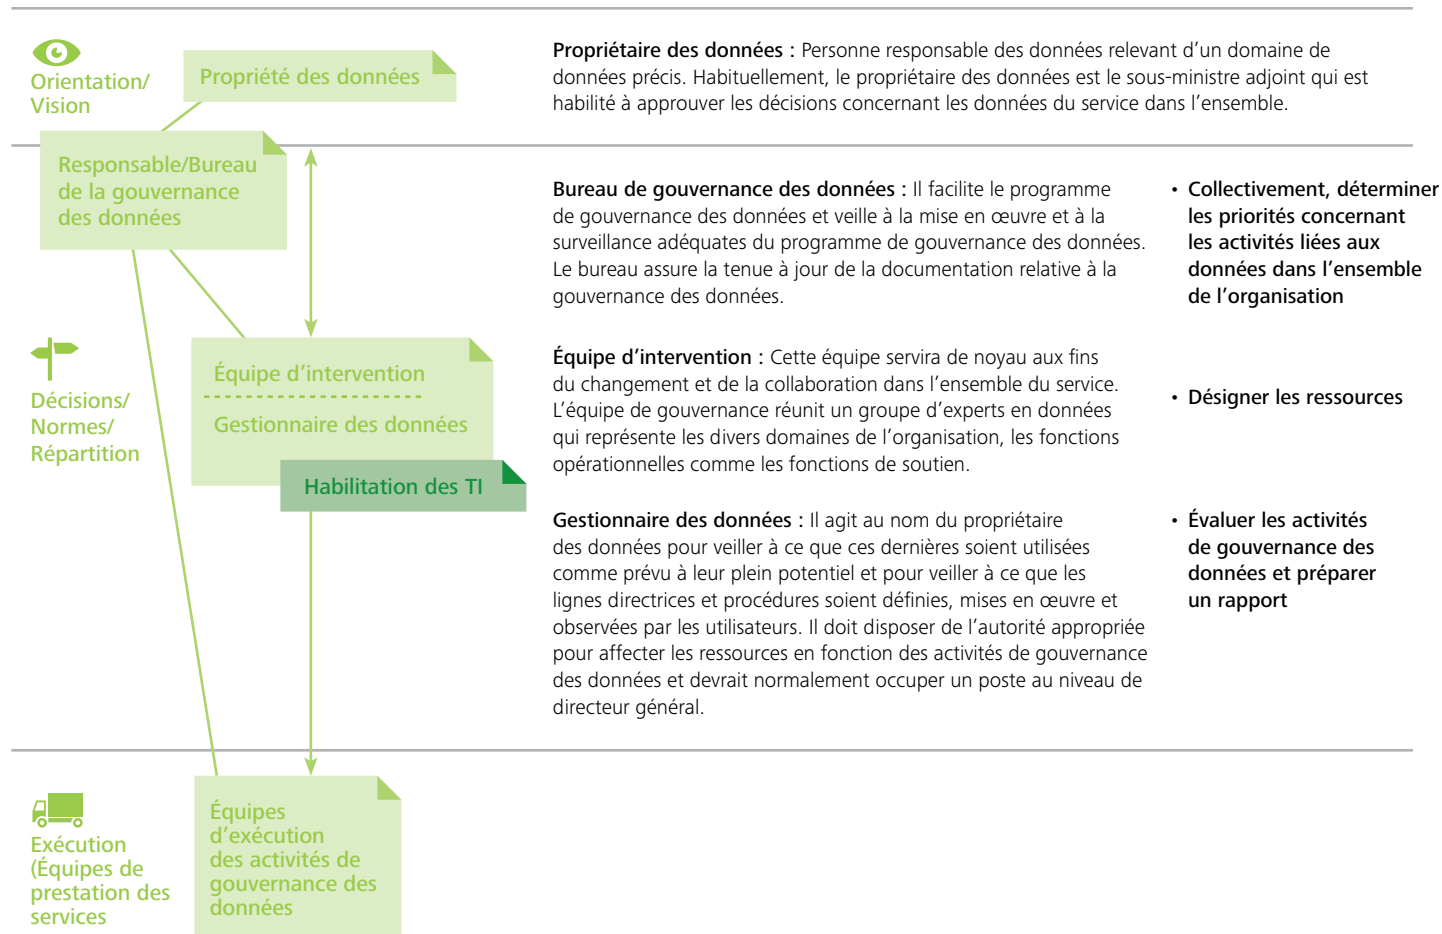 Orientation/
Vision
Propriété des données
Propriétaire des données : Personne responsable des données relevant d’un domaine de
données précis. Habituellement, le propriétaire des données est le sous-ministre adjoint qui est
habilité à approuver les décisions concernant les données du service dans l’ensemble.
Responsable/Bureau
de la gouvernance
des données
Bureau de gouvernance des données : Il facilite le programme
de gouvernance des données et veille à la mise en œuvre et à la
surveillance adéquates du programme de gouvernance des données.
Le bureau assure la tenue à jour de la documentation relative à la
gouvernance des données.
• Collectivement, déterminer
les priorités concernant
les activités liées aux
données dans l’ensemble
de l’organisation
Décisions/
Normes/
Répartition
Équipe d’intervention
Gestionnaire des données
Habilitation des TI
Équipe d’intervention : Cette équipe servira de noyau aux fins
du changement et de la collaboration dans l’ensemble du service.
L’équipe de gouvernance réunit un groupe d’experts en données
qui représente les divers domaines de l’organisation, les fonctions
opérationnelles comme les fonctions de soutien.
• Désigner les ressources
Gestionnaire des données : Il agit au nom du propriétaire
des données pour veiller à ce que ces dernières soient utilisées
comme prévu à leur plein potentiel et pour veiller à ce que les
lignes directrices et procédures soient définies, mises en œuvre et
observées par les utilisateurs. Il doit disposer de l’autorité appropriée
pour affecter les ressources en fonction des activités de gouvernance
des données et devrait normalement occuper un poste au niveau de
directeur général.
• Évaluer les activités
de gouvernance des
données et préparer
un rapport
Exécution
(Équipes de
prestation des
services
Équipes
d’exécution
des activités de
gouvernance des
données